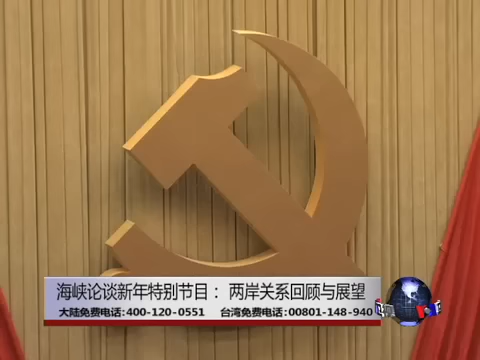 海峡论谈新年特别节目： 两岸关系回顾与展望
大陆免费电话:400-120-0551 台湾免费电话:00801-148-940